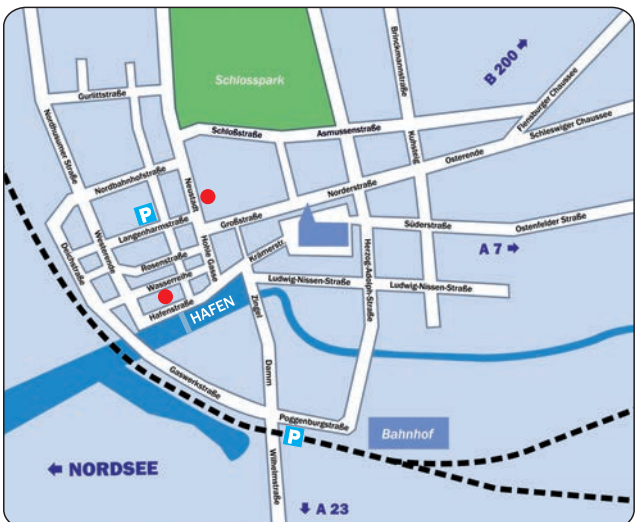 Brinckmannstraße
B 200
Schlosspark
Flensburger Chaussee
Gurlittstraße
Schleswiger Chaussee
Nordhusumer Straße
Schloßstraße
Asmussenstraße
Kuhsteig
Osterende
Nordbahnhofstraße
Neustadt
Norderstraße
P
Großstraße
Süderstraße
Ostenfelder Straße
Langenharmstraße
Westerende
Deichstraße
Hohle Gasse
Krämerstr.
A 7
Rosenstraße
Herzog-Adolph-Straße
Wasserreihe
Ludwig-Nissen-Straße
Ludwig-Nissen-Straße
Hafenstraße
HAFEN
Zingel
Damm
Gaswerkstraße
Poggenburgstraße
P
Bahnhof
NORDSEE
Wilhelmstraße
A 23